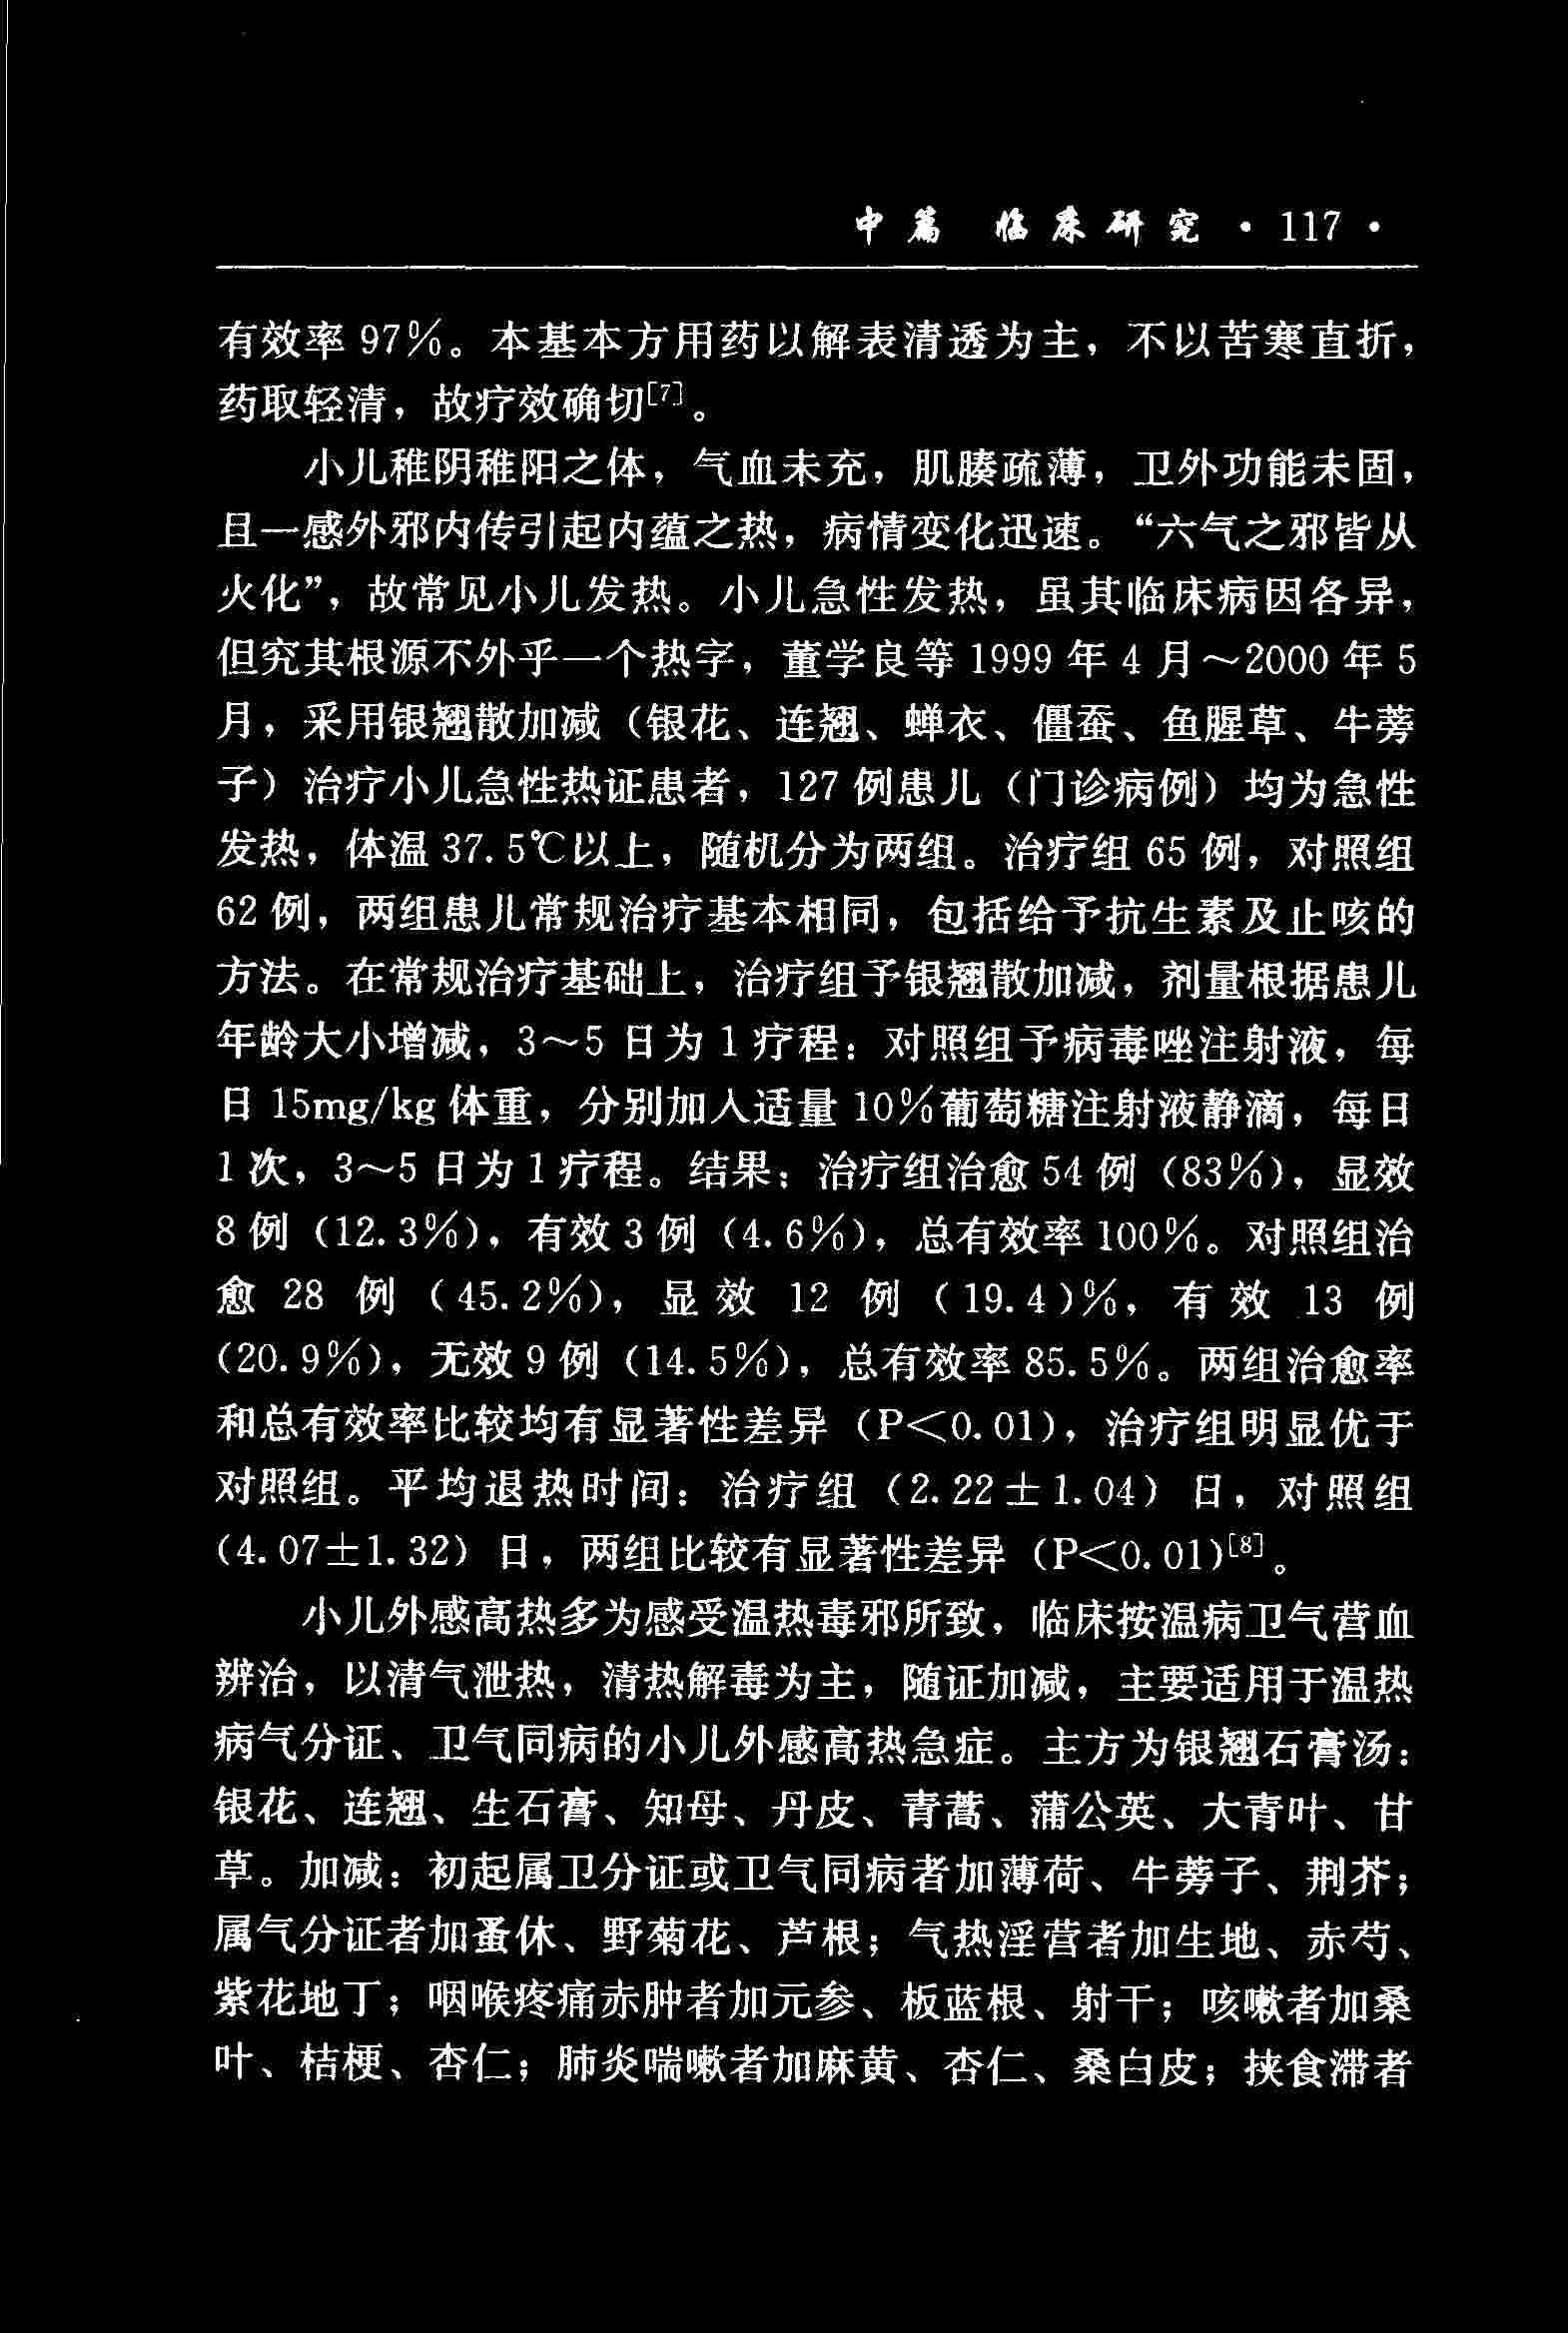 中篇 临床研究 · 117 ·
有效率 97%。本基本方用药以解表清透为主，不以苦寒直折，
药取轻清，故疗效确切[7]。
小儿稚阴稚阳之体，气血未充，肌腠疏薄，卫外功能未固，
且一感外邪内传引起内蕴之热，病情变化迅速。“六气之邪皆从
火化”，故常见小儿发热。小儿急性发热，虽其临床病因各异，
但究其根源不外乎一个热字，董学良等 1999 年 4 月～2000 年 5
月，采用银翘散加减（银花、连翘、蝉衣、僵蚕、鱼腥草、牛蒡
子）治疗小儿急性热证患者，127 例患儿（门诊病例）均为急性
发热，体温 37.5℃以上，随机分为两组。治疗组 65 例，对照组
62 例，两组患儿常规治疗基本相同，包括给予抗生素及止咳的
方法。在常规治疗基础上，治疗组予银翘散加减，剂量根据患儿
年龄大小增减，3～5 日为 1 疗程：对照组予病毒唑注射液，每
日 15mg/kg 体重，分别加入适量 10%葡萄糖注射液静滴，每日
1 次，3～5 日为 1 疗程。结果：治疗组治愈 54 例（83%），显效
8 例（12.3%），有效 3 例（4.6%），总有效率 100%。对照组治
愈 28 例（45.2%），显效 12 例（19.4）%，有效 13 例
（20.9%），无效 9 例（14.5%），总有效率 85.5%。两组治愈率
和总有效率比较均有显著性差异（P<0.01），治疗组明显优于
对照组。平均退热时间：治疗组（2.22±1.04）日，对照组
（4.07±1.32）日，两组比较有显著性差异（P<0.01）[8]。
小儿外感高热多为感受温热毒邪所致，临床按温病卫气营血
辨治，以清气泄热，清热解毒为主，随证加减，主要适用于温热
病气分证、卫气同病的小儿外感高热急症。主方为银翘石膏汤：
银花、连翘、生石膏、知母、丹皮、青蒿、蒲公英、大青叶、甘
草。加减：初起属卫分证或卫气同病者加薄荷、牛蒡子、荆芥；
属气分证者加蚤休、野菊花、芦根；气热淫营者加生地、赤芍、
紫花地丁；咽喉疼痛赤肿者加元参、板蓝根、射干；咳嗽者加桑
叶、桔梗、杏仁；肺炎喘嗽者加麻黄、杏仁、桑白皮；挟食滞者